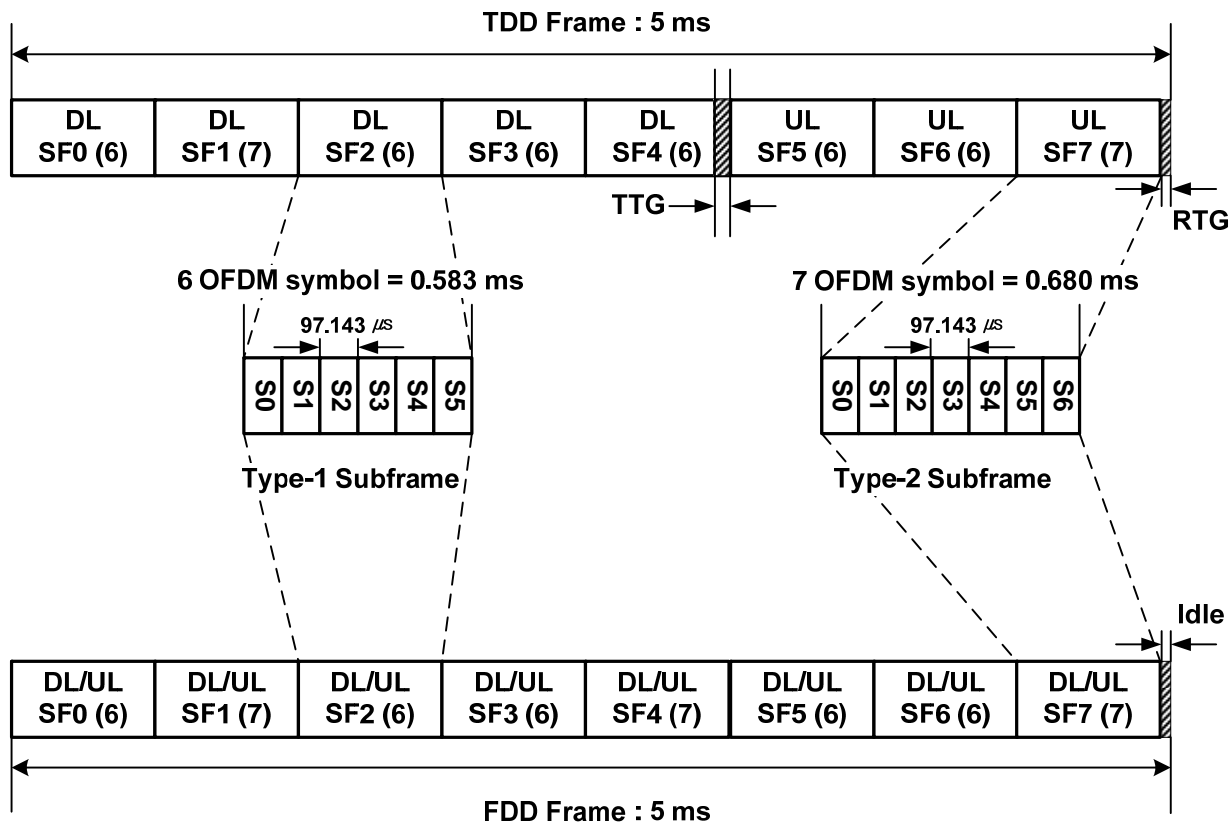 TDD Frame : 5 ms
DL DL DL DL DL UL UL UL
SF0 (6) SF1 (7) SF2 (6) SF3 (6) SF4 (6) SF5 (6) SF6 (6) SF7 (7)
TTG
RTG
6 OFDM symbol = 0.583 ms
7 OFDM symbol = 0.680 ms
97.143 μs
97.143 μs
S0 S1 S2 S3 S4 S5
S0 S1 S2 S3 S4 S5 S6
Type-1 Subframe
Type-2 Subframe
Idle
DL/UL DL/UL DL/UL DL/UL DL/UL DL/UL DL/UL DL/UL
SF0 (6) SF1 (7) SF2 (6) SF3 (6) SF4 (7) SF5 (6) SF6 (6) SF7 (7)
FDD Frame : 5 ms